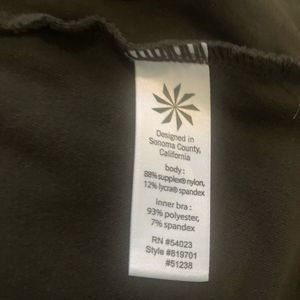 Designed in
Sonoma County,
California
body :
88% supplex® nylon,
12% lycra® spandex
inner bra :
93% polyester,
7% spandex
RN #54023
Style #819701
#51238